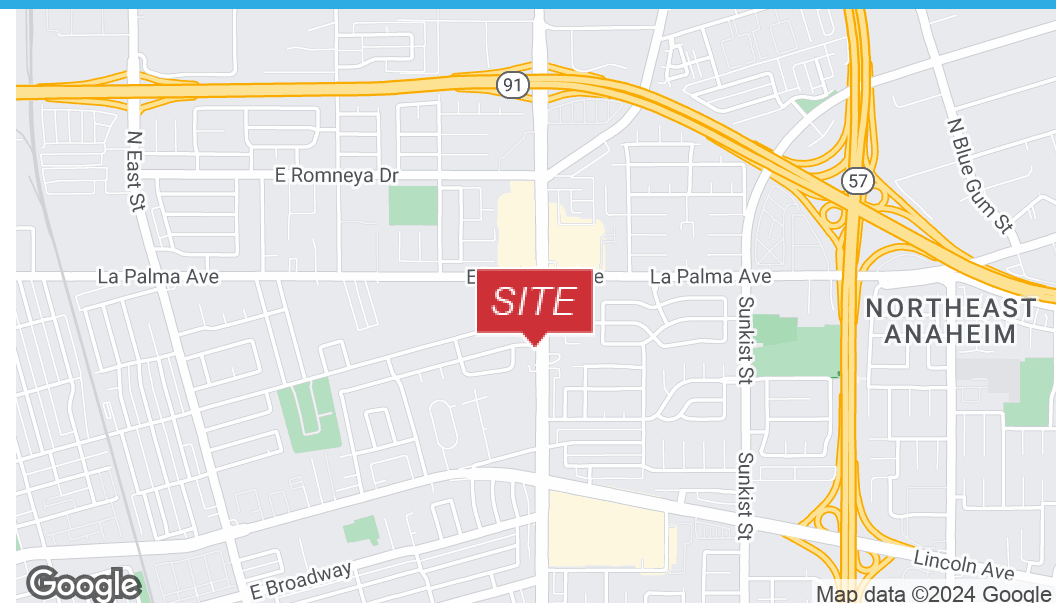 91
N East St
E Romneya Dr
N Blue Gum St
57
La Palma Ave
E
e
La Palma Ave
SITE
NORTHEAST
ANAHEIM
Sunkist St
Sunkist St
Lincoln Ave
E Broadway
Google
Map data ©2024 Google